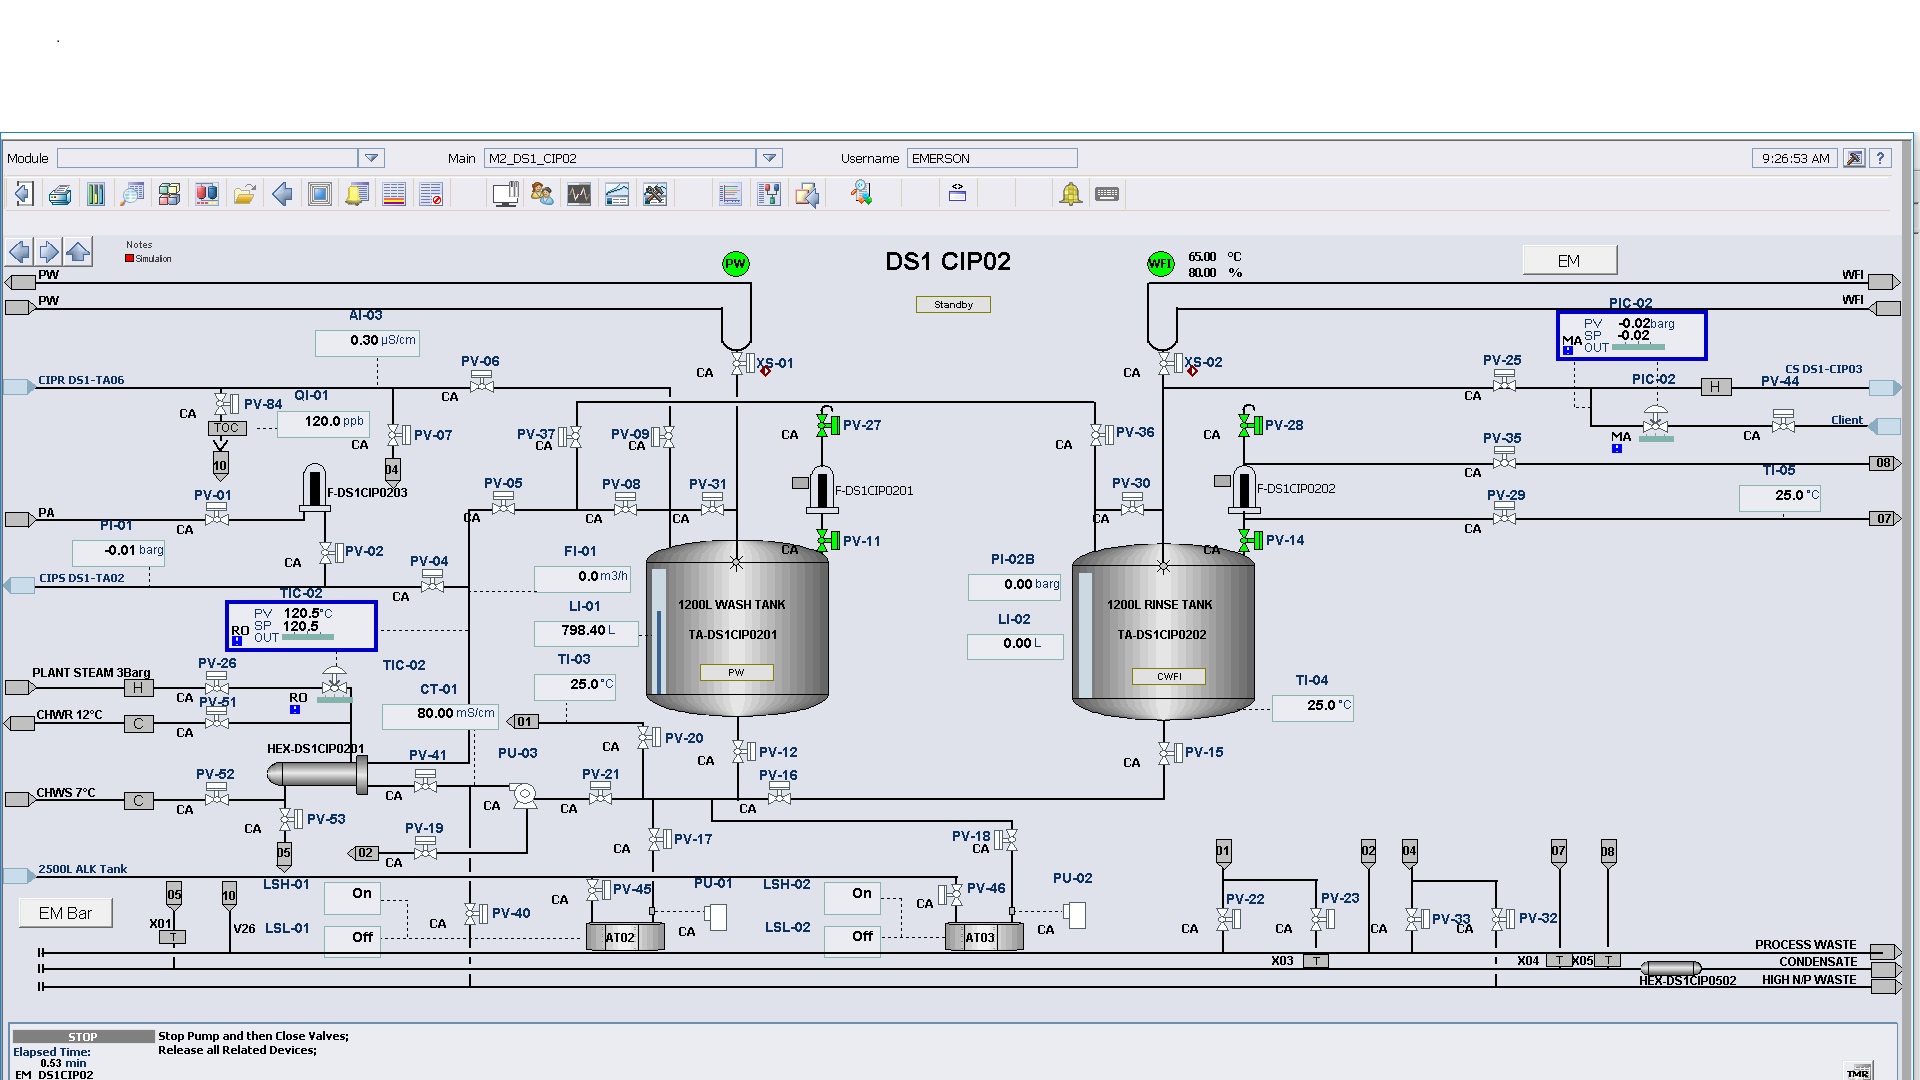 Module
Main M2_DS1_CIP02
Username EMERSON
9:26:53 AM
?
Notes
Simulation
PW
DS1 CIP02
WFI
65.00 °C
80.00 %
EM
Standby
PW
PW
WFI
WFI
AI-03
0.30 µS/cm
PIC-02
PV -0.02 barg
SP -0.02
OUT
MA
CA XS-01
CA XS-02
PV-06
CA
PV-25
CA
CS DS1-CIP03
CIPR DS1-TA06
PIC-02
H
PV-44
CA
Client
MA
CA PV-84
TOC
10
QI-01
120.0 ppb
CA PV-07
04
PV-37
CA
PV-09
CA
CA PV-27
CA PV-36
CA PV-28
PV-35
CA
08
TI-05
25.0 °C
F-DS1CIP0203
PV-01
CA
PA
PV-05
CA
PV-08
CA
PV-31
CA
F-DS1CIP0201
PV-30
CA
F-DS1CIP0202
PV-29
CA
07
PI-01
-0.01 barg
CA PV-02
PV-04
CA
FI-01
0.0 m3/h
CA PV-11
CA PV-14
PI-02B
0.00 barg
CIPS DS1-TA02
TIC-02
PV 120.5 °C
SP 120.5
OUT
RO
LI-01
798.40 L
1200L WASH TANK
TA-DS1CIP0201
PW
LI-02
0.00 L
1200L RINSE TANK
TA-DS1CIP0202
CWFI
TI-03
25.0 °C
TI-04
25.0 °C
PLANT STEAM 3Barg
H
PV-26
CA
TIC-02
RO
CT-01
80.00 mS/cm
CHWR 12°C
C
PV-51
CA
01
CA PV-20
CA PV-12
CA PV-15
HEX-DS1CIP0201
PV-41
CA
PU-03
CA
PV-21
CA
PV-16
CA
CHWS 7°C
C
PV-52
CA
CA PV-53
05
PV-19
CA
02
CA PV-17
PV-18
CA
01
02
04
07
08
2500L ALK Tank
EM Bar
05
10
X01
T
V26
LSH-01
On
LSL-01
Off
CA PV-40
CA PV-45
PU-01
CA
AT02
LSH-02
On
LSL-02
Off
CA PV-46
PU-02
CA
AT03
PV-22
CA
PV-23
CA
PV-33
CA
PV-32
X03 T
X04 T
X05 T
HEX-DS1CIP0502
PROCESS WASTE
CONDENSATE
HIGH N/P WASTE
STOP
Stop Pump and then Close Valves;
Release all Related Devices;
Elapsed Time:
0.53 min
EM_DS1CIP02
TMR